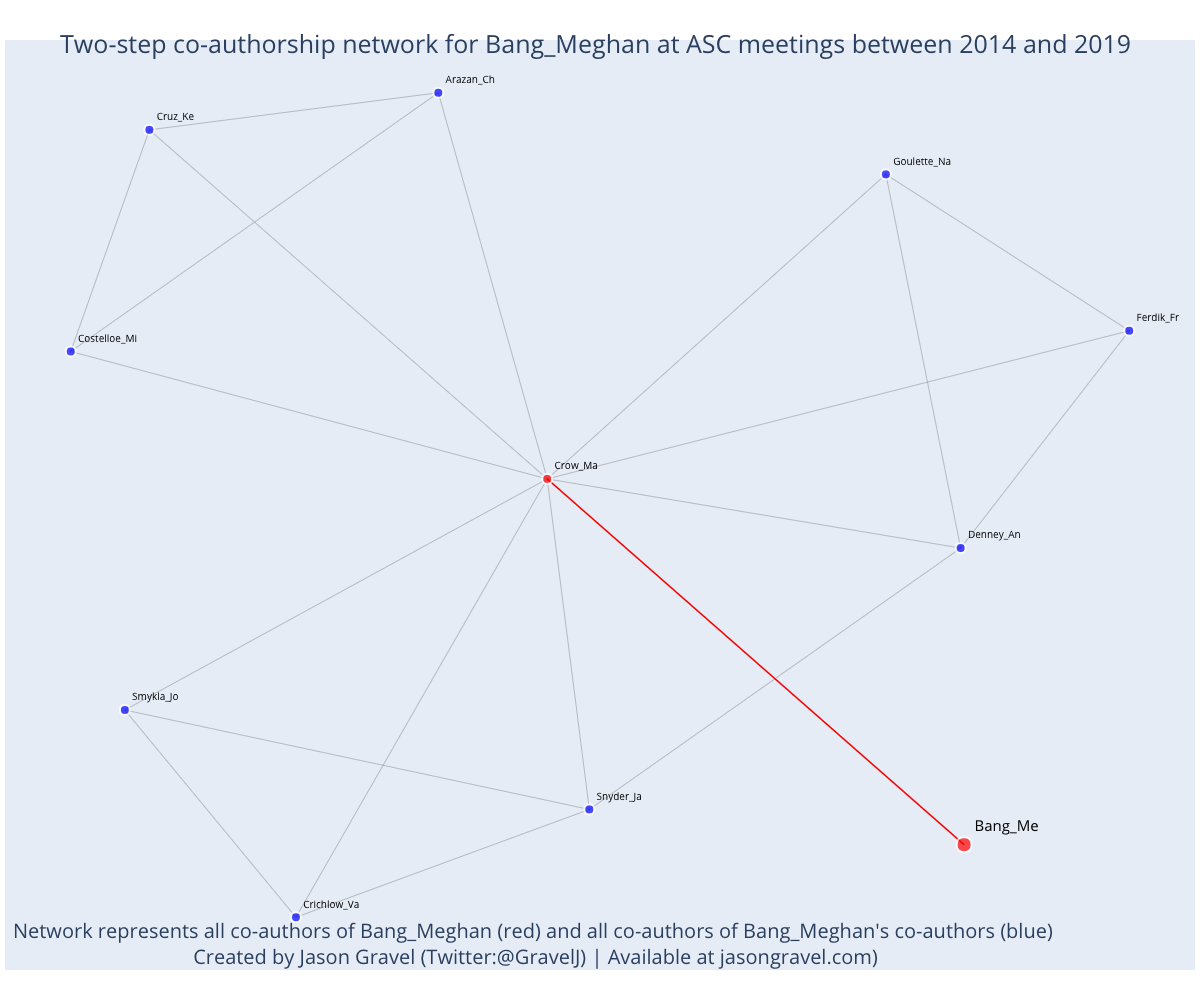 Two-step co-authorship network for Bang_Meghan at ASC meetings between 2014 and 2019
Arazan_Ch
Cruz_Ke
Goulette_Na
Ferdik_Fr
Costelloe_Mi
Crow_Ma
Denney_An
Smykla_Jo
Snyder_Ja
Bang_Me
Crichlow_Va
Network represents all co-authors of Bang_Meghan (red) and all co-authors of Bang_Meghan's co-authors (blue)
Created by Jason Gravel (Twitter:@GravelJ) | Available at jasongravel.com)